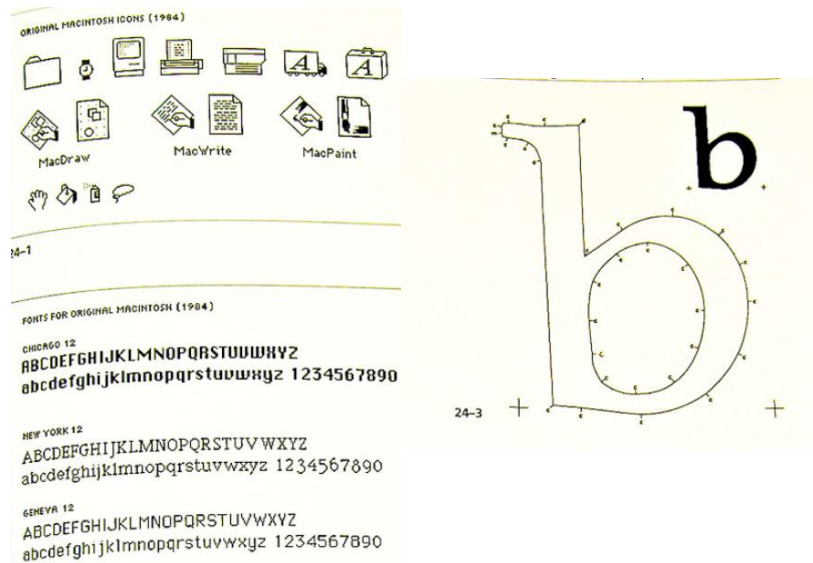 ORIGINAL MACINTOSH ICONS (1984)
A A
MacDraw MacWrite MacPaint
24-1
FONTS FOR ORIGINAL MACINTOSH (1984)
CHICAGO 12
ABCDEFGHIJKLMNOPQRSTUVWXYZ
abcdefghijklmnopqrstuvwxyz 1234567890
NEW YORK 12
ABCDEFGHIJKLMNOPQRSTUVWXYZ
abcdefghijklmnopqrstuvwxyz 1234567890
GENEVA 12
ABCDEFGHIJKLMNOPQRSTUVWXYZ
abcdefghijklmnopqrstuvwxyz 1234567890
b
b
24-3